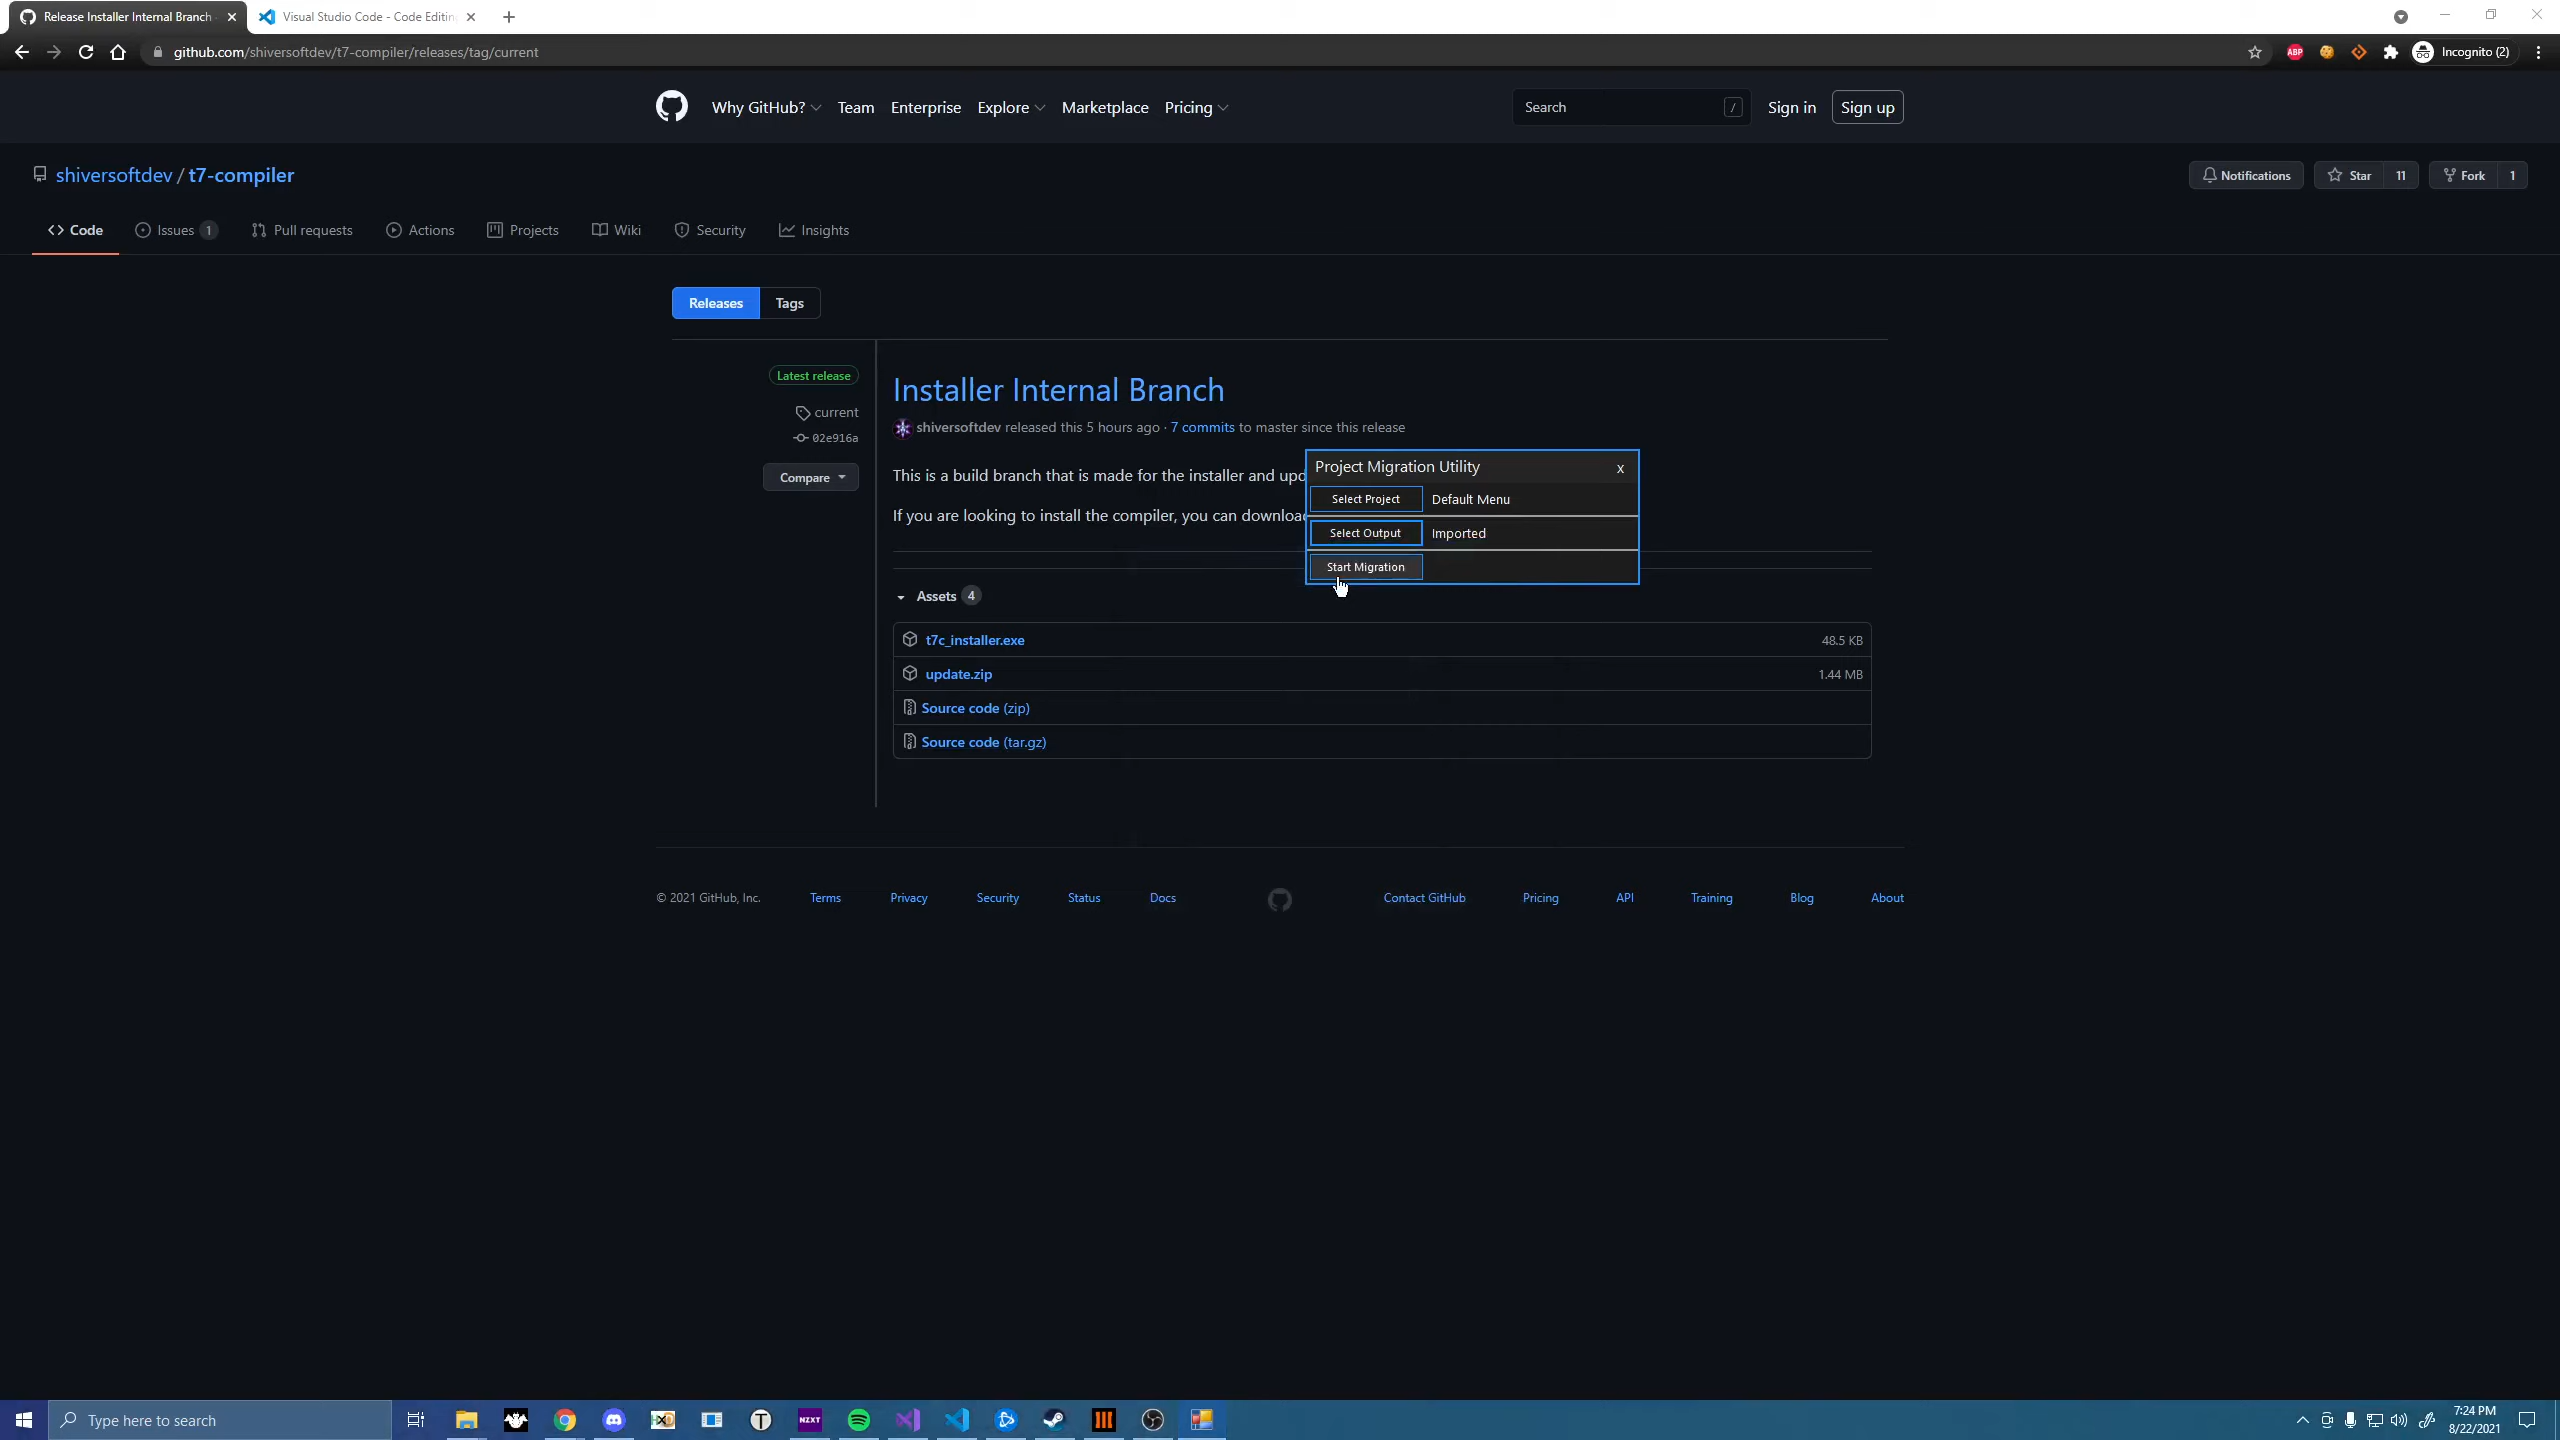 Release Installer Internal Branch
Visual Studio Code - Code Editin
github.com/shiversoftdev/t7-compiler/releases/tag/current
ABP
Incognito (2)
Why GitHub? Team Enterprise Explore Marketplace Pricing
Search /
Sign in
Sign up
shiversoftdev / t7-compiler
Notifications
Star 11
Fork 1
Code
Issues 1
Pull requests
Actions
Projects
Wiki
Security
Insights
Releases
Tags
Latest release
current
02e916a
Compare
Installer Internal Branch
shiversoftdev released this 5 hours ago · 7 commits to master since this release
This is a build branch that is made for the installer and upd
If you are looking to install the compiler, you can downloa
Project Migration Utility x
Select Project Default Menu
Select Output Imported
Start Migration
Assets 4
t7c_installer.exe 48.5 KB
update.zip 1.44 MB
Source code (zip)
Source code (tar.gz)
© 2021 GitHub, Inc. Terms Privacy Security Status Docs Contact GitHub Pricing API Training Blog About
Type here to search
NZXT
7:24 PM
8/22/2021